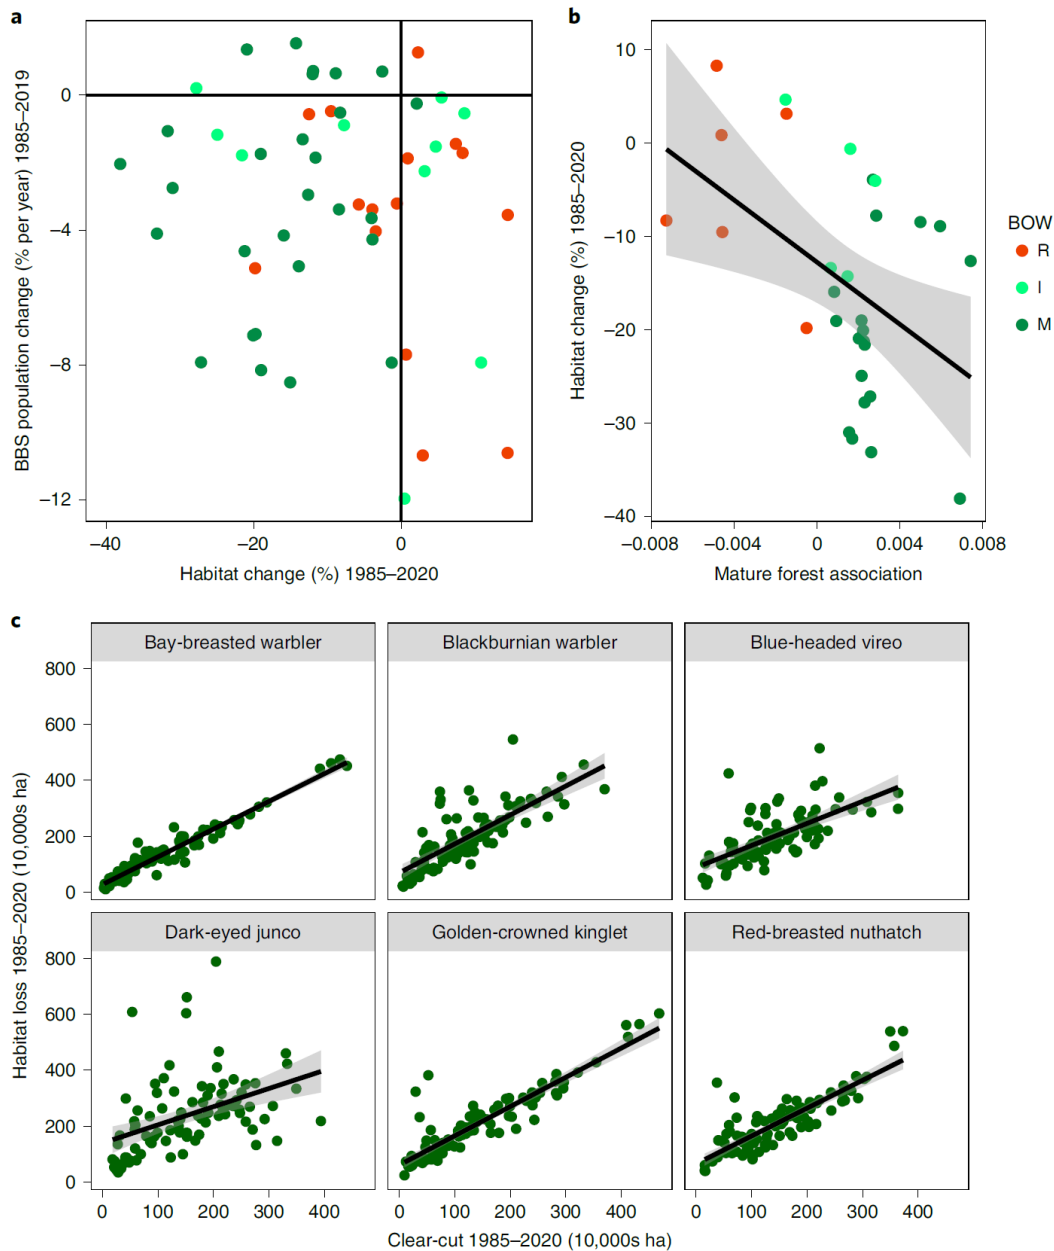 a
BBS population change (% per year) 1985–2019
0
−4
−8
−12
−40
−20
0
Habitat change (%) 1985–2020
b
Habitat change (%) 1985–2020
10
0
−10
−20
−30
−40
−0.008
−0.004
0
0.004
0.008
Mature forest association
BOW
R
I
M
c
Habitat loss 1985–2020 (10,000s ha)
Bay-breasted warbler
Blackburnian warbler
Blue-headed vireo
800
600
400
200
0
Dark-eyed junco
Golden-crowned kinglet
Red-breasted nuthatch
800
600
400
200
0
0
100
200
300
400
0
100
200
300
400
0
100
200
300
400
Clear-cut 1985–2020 (10,000s ha)